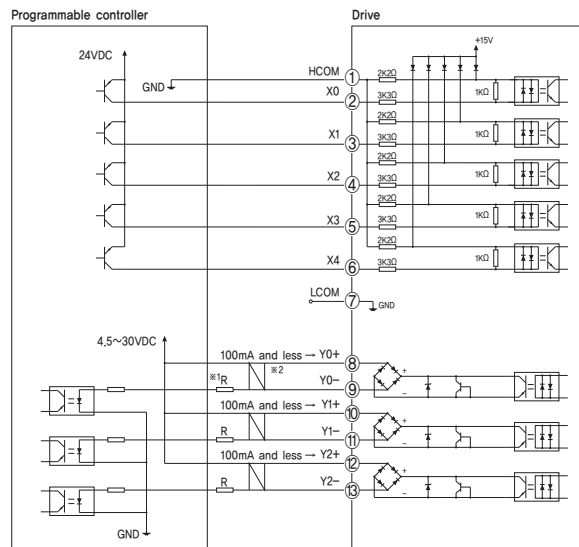 Programmable controller
Drive
+15V
24VDC
GND
HCOM
1
2K2Ω
X0
2
3K3Ω
1KΩ
2K2Ω
X1
3
3K3Ω
1KΩ
2K2Ω
X2
4
3K3Ω
1KΩ
2K2Ω
X3
5
3K3Ω
1KΩ
2K2Ω
X4
6
3K3Ω
1KΩ
LCOM
7
GND
4.5~30VDC
100mA and less → Y0+
8
+
※1R
※2
Y0−
9
−
100mA and less → Y1+
10
+
R
Y1−
11
−
100mA and less → Y2+
12
+
R
Y2−
13
−
GND